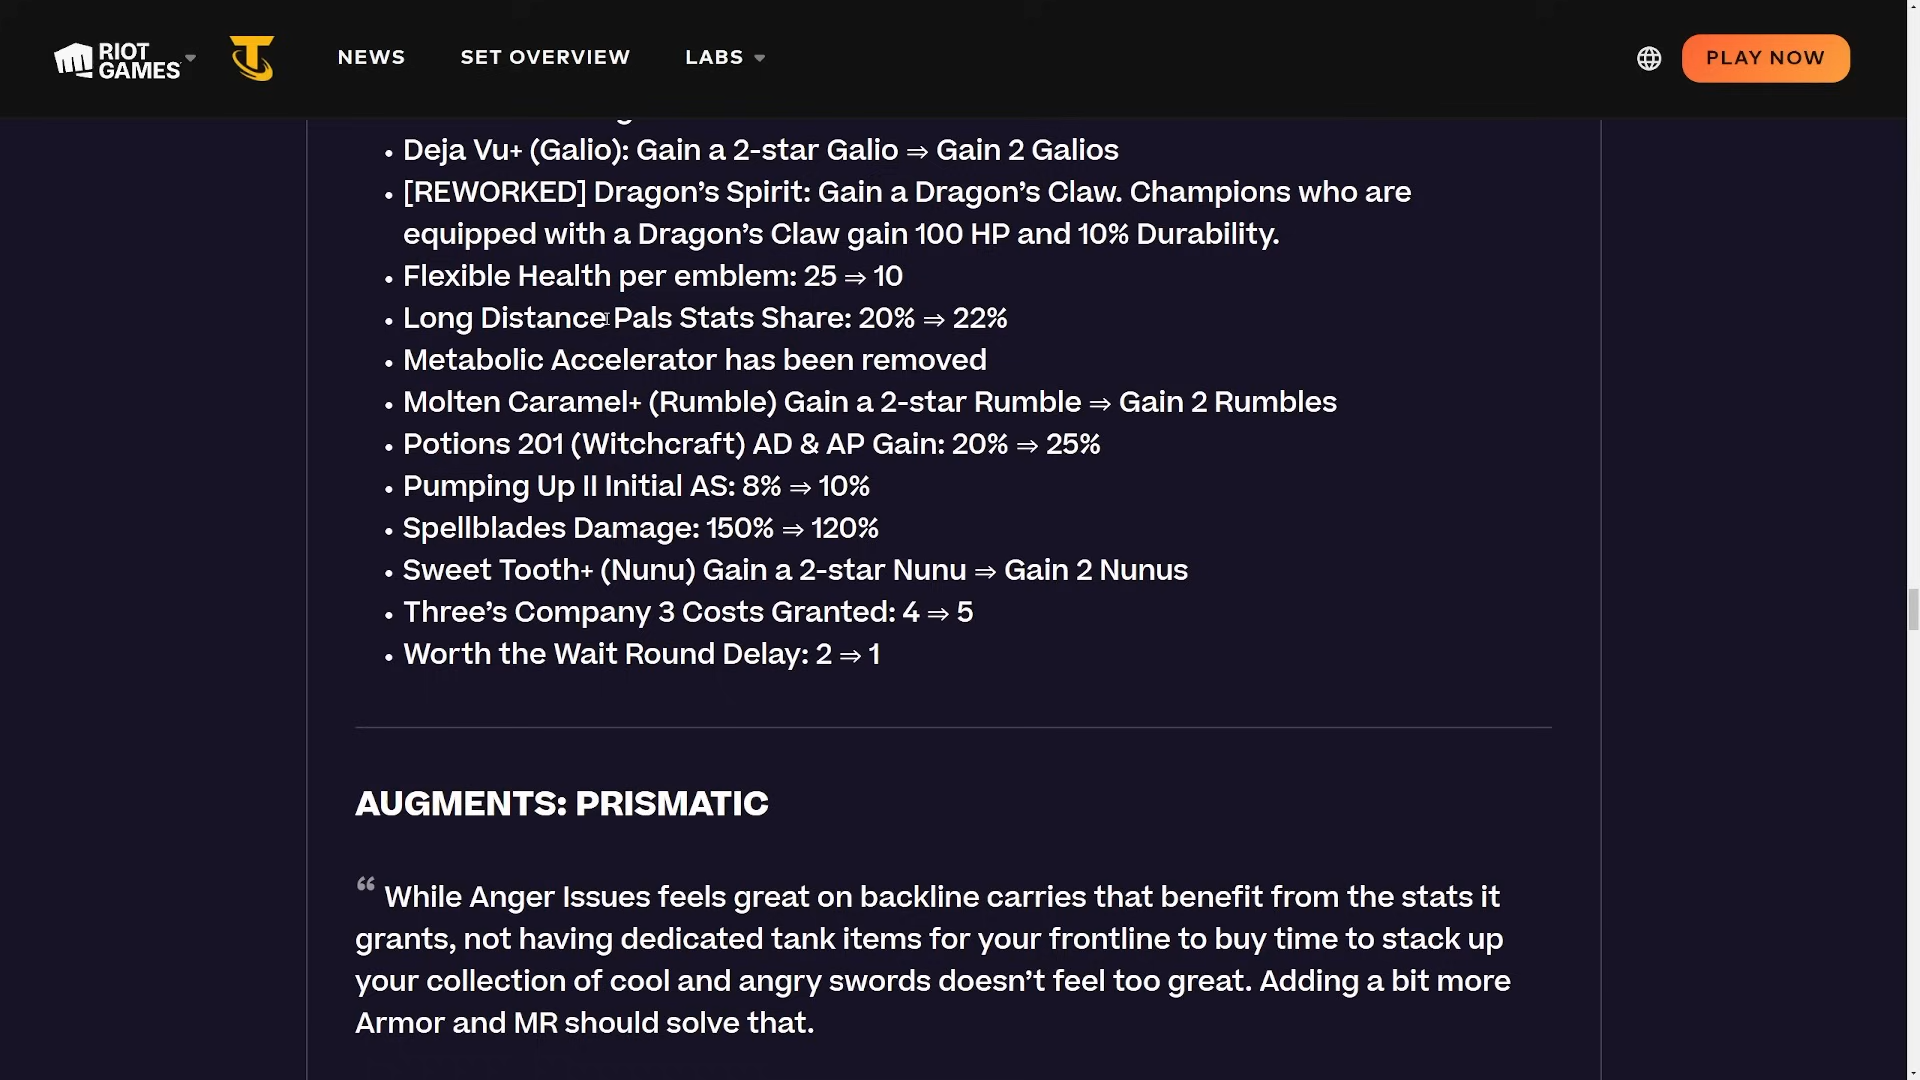 RIOT GAMES
NEWS
SET OVERVIEW
LABS
PLAY NOW
• Deja Vu+ (Galio): Gain a 2-star Galio ⇒ Gain 2 Galios
• [REWORKED] Dragon’s Spirit: Gain a Dragon’s Claw. Champions who are
equipped with a Dragon’s Claw gain 100 HP and 10% Durability.
• Flexible Health per emblem: 25 ⇒ 10
• Long Distance Pals Stats Share: 20% ⇒ 22%
• Metabolic Accelerator has been removed
• Molten Caramel+ (Rumble) Gain a 2-star Rumble ⇒ Gain 2 Rumbles
• Potions 201 (Witchcraft) AD & AP Gain: 20% ⇒ 25%
• Pumping Up II Initial AS: 8% ⇒ 10%
• Spellblades Damage: 150% ⇒ 120%
• Sweet Tooth+ (Nunu) Gain a 2-star Nunu ⇒ Gain 2 Nunus
• Three’s Company 3 Costs Granted: 4 ⇒ 5
• Worth the Wait Round Delay: 2 ⇒ 1
AUGMENTS: PRISMATIC
“ While Anger Issues feels great on backline carries that benefit from the stats it
grants, not having dedicated tank items for your frontline to buy time to stack up
your collection of cool and angry swords doesn’t feel too great. Adding a bit more
Armor and MR should solve that.